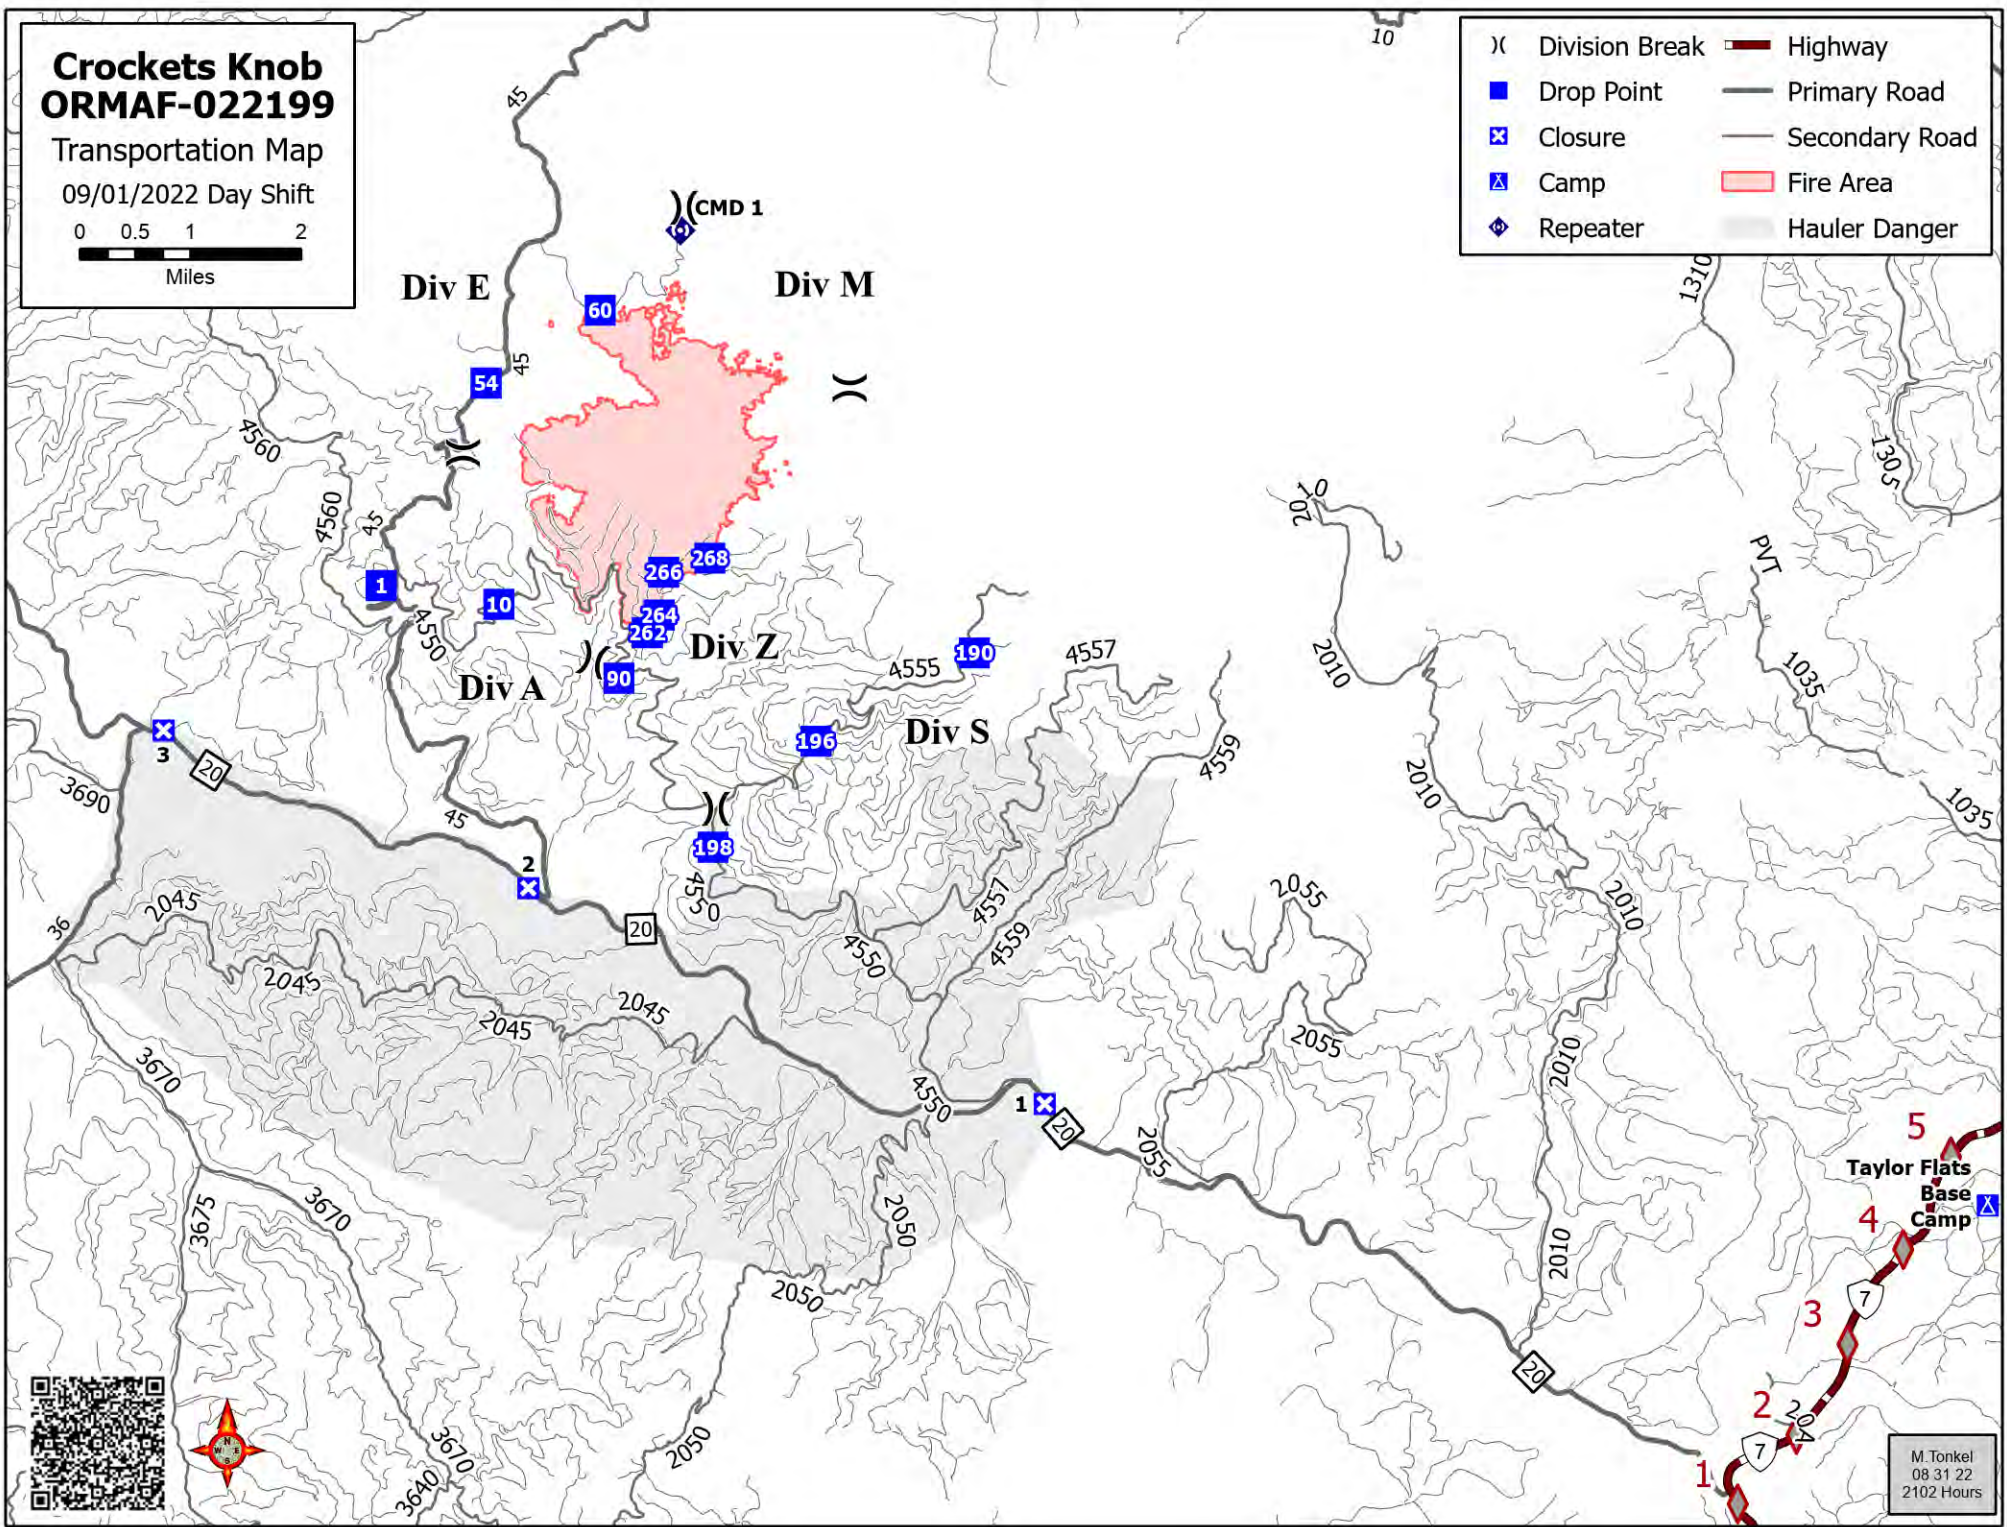 Crockets Knob
ORMAF-022199
Transportation Map
09/01/2022 Day Shift
0 0.5 1 2
Miles
Division Break
Drop Point
Closure
Camp
Repeater
Highway
Primary Road
Secondary Road
Fire Area
Hauler Danger
10
45
CMD 1
Div E
Div M
1310
60
45
54
4560
1305
4560
45
10
20
PVT
268
266
1
10
264
262
4550
Div Z
90
Div A
190
4555
4557
2010
1035
196
Div S
4559
3
20
3690
2010
1035
45
198
2
4550
4557
2055
2010
2045
36
20
4550
4559
2045
2045
2045
2055
2010
3670
4550
1
20
2055
5
Taylor Flats
Base
Camp
4
3675
3670
2050
2010
2050
7
3
20
2
20A
7
1
2050
3670
3640
N
W
E
S
M.Tonkel
08 31 22
2102 Hours